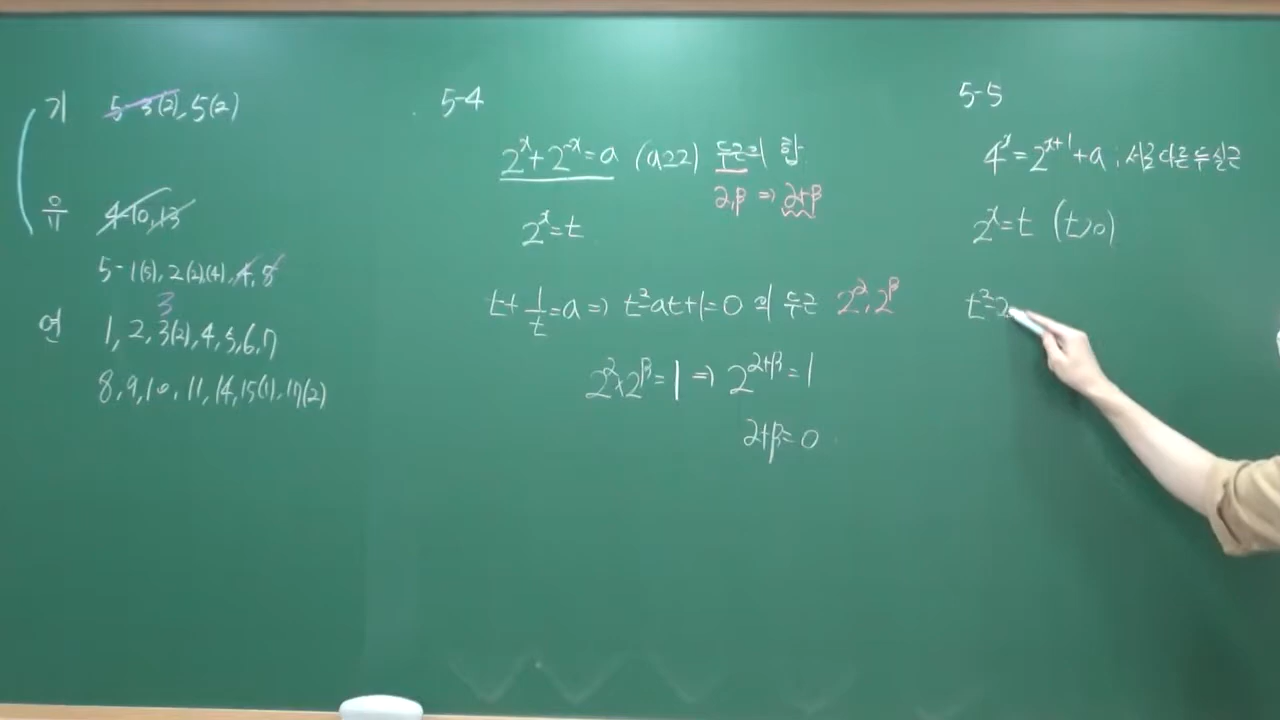 기 5-3(2), 5(2)
유 4-10, 13
5-1(5), 2(2),(4), 4, 8
3
연 1, 2, 3(2), 4, 5, 6, 7
8, 9, 10, 11, 14, 15(1), 17(2)
5-4
2^x+2^{-x}=a (a≥2) 두근의 합
α, β ⇒ α+β
2^x=t
t+1/t=a ⇒ t²-at+1=0 의 두근 2^α, 2^β
2^α×2^β=1 ⇒ 2^{α+β}=1
α+β=0
5-5
4^x=2^{x+1}+a : 서로 다른 두 실근
2^x=t (t>0)
t²-2